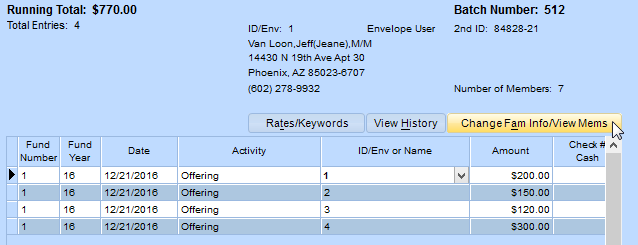 Running Total: $770.00 Batch Number: 512
Total Entries: 4 ID/Env: 1 Envelope User 2nd ID: 84828-21
Van Loon,Jeff(Jeane),M/M
14430 N 19th Ave Apt 30
Phoenix, AZ 85023-6707
(602) 278-9932 Number of Members: 7
Rates/Keywords View History Change Fam Info/View Mems
Fund Number Fund Year Date Activity ID/Env or Name Amount Check # Cash
1 16 12/21/2016 Offering 1 $200.00
1 16 12/21/2016 Offering 2 $150.00
1 16 12/21/2016 Offering 3 $120.00
1 16 12/21/2016 Offering 4 $300.00